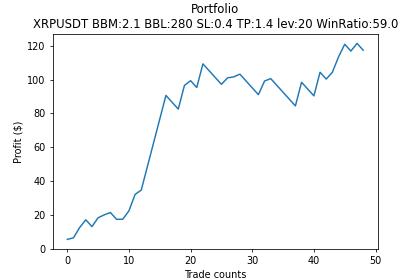 Portfolio
XRPUSDT BBM:2.1 BBL:280 SL:0.4 TP:1.4 lev:20 WinRatio:59.0
120
100
80
60
40
20
0
Profit ($)
0 10 20 30 40 50
Trade counts